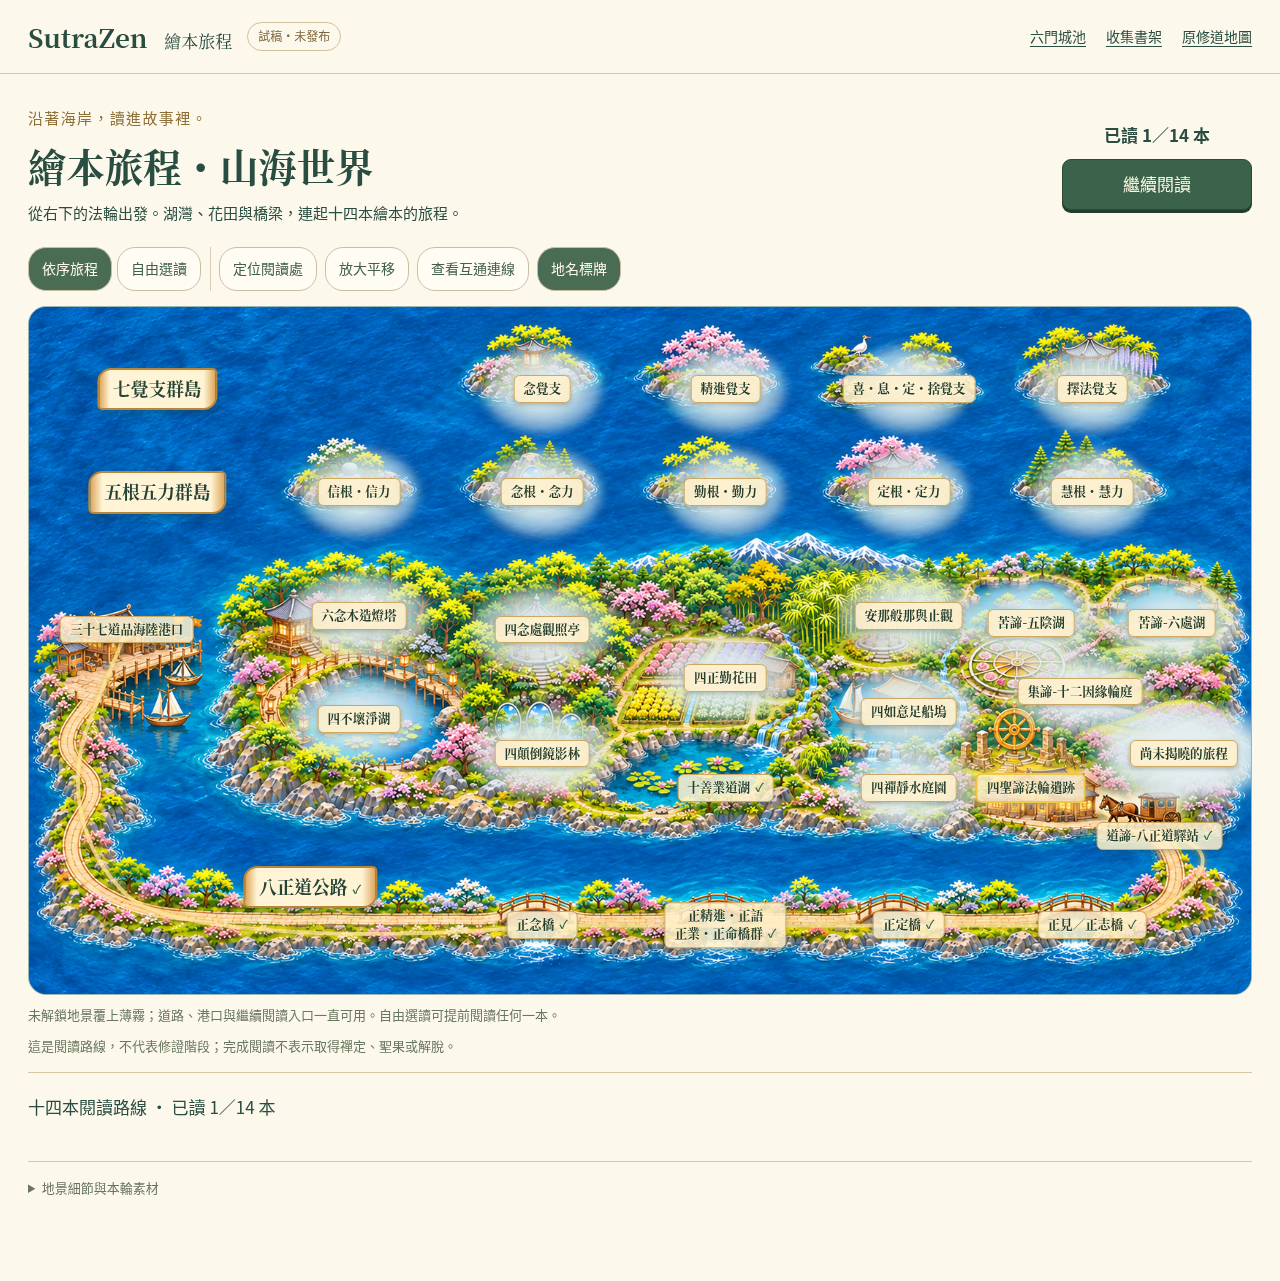 SutraZen 繪本旅程 試稿・未發布 六門城池 收集書架 原修道地圖
沿著海岸，讀進故事裡。
繪本旅程・山海世界
從右下的法輪出發。湖灣、花田與橋梁，連起十四本繪本的旅程。
已讀 1／14 本
繼續閱讀
依序旅程 自由選讀 定位閱讀處 放大平移 查看互通連線 地名標牌
七覺支群島 念覺支 精進覺支 喜・息・定・捨覺支 擇法覺支
五根五力群島 信根・信力 念根・念力 勤根・勤力 定根・定力 慧根・慧力
三十七道品海陸港口 六念木造燈塔 四念處觀照亭 安那般那與止觀 苦諦-五陰湖 苦諦-六處湖
四正勤花田 集諦-十二因緣輪庭
四不壞淨湖 四如意足船塢
四顛倒鏡影林 尚未揭曉的旅程
十善業道湖 ✓ 四禪靜水庭園 四聖諦法輪遺跡
道諦-八正道驛站 ✓
八正道公路 ✓
正念橋 ✓ 正精進・正語 正定橋 ✓ 正見／正志橋 ✓
正業・正命橋群 ✓
未解鎖地景覆上薄霧；道路、港口與繼續閱讀入口一直可用。自由選讀可提前閱讀任何一本。
這是閱讀路線，不代表修證階段；完成閱讀不表示取得禪定、聖果或解脫。
十四本閱讀路線 ・ 已讀 1／14 本
▶ 地景細節與本輪素材